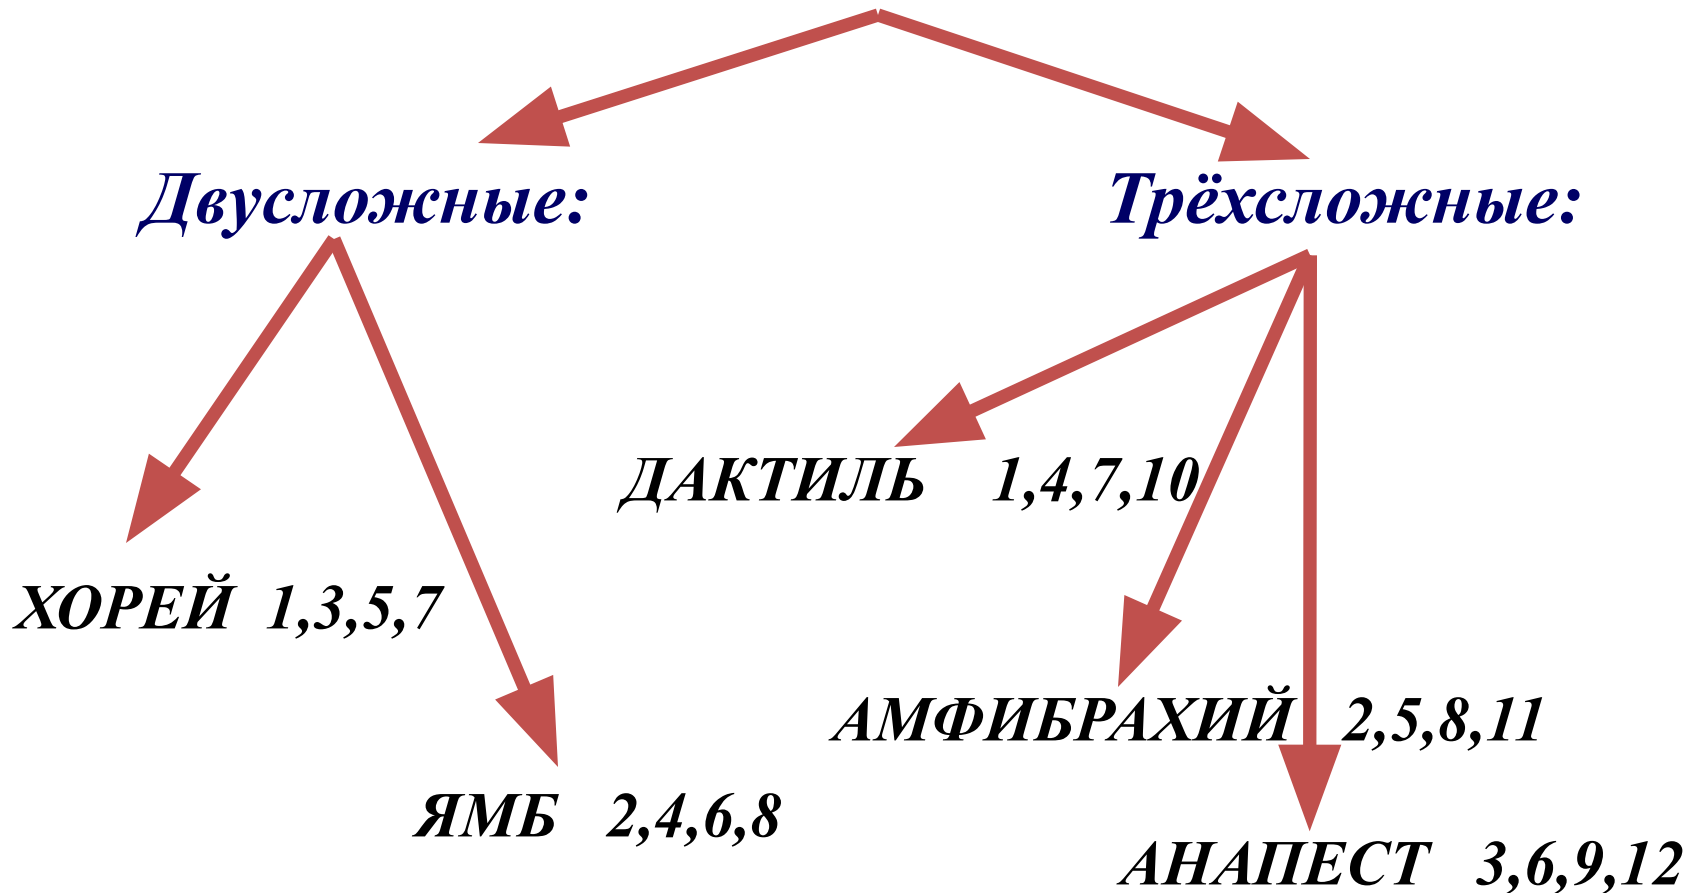 Двусложные:
Трёхсложные:
ДАКТИЛЬ 1,4,7,10
ХОРЕЙ 1,3,5,7
АМФИБРАХИЙ 2,5,8,11
ЯМБ 2,4,6,8
АНАПЕСТ 3,6,9,12